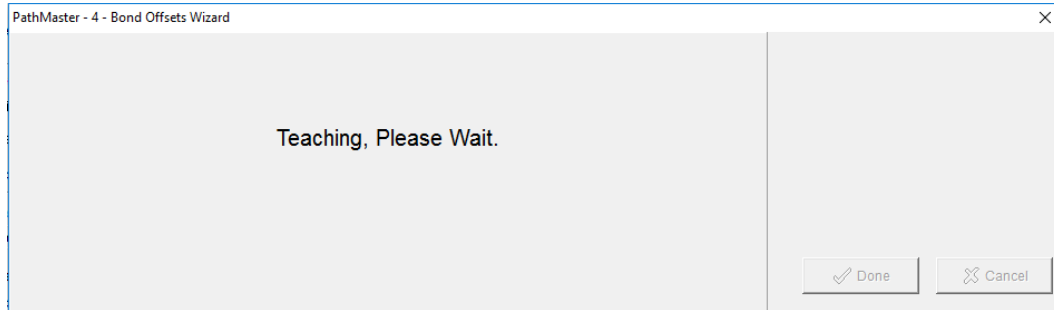 PathMaster - 4 - Bond Offsets Wizard
Teaching, Please Wait.
Done
Cancel